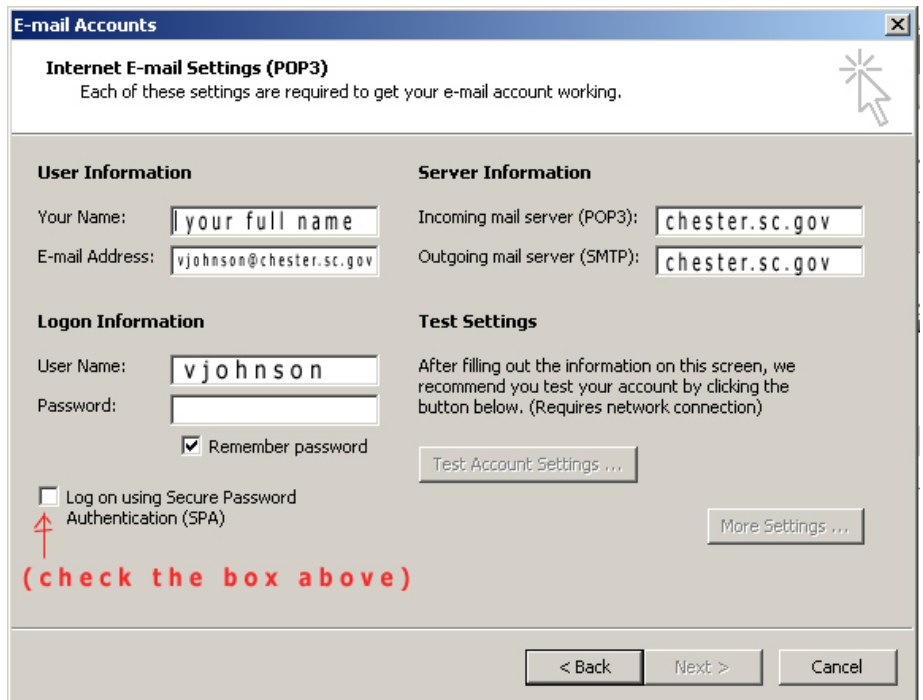 E-mail Accounts
Internet E-mail Settings (POP3)
Each of these settings are required to get your e-mail account working.
User Information
Your Name: your full name
E-mail Address: vjohnson@chester.sc.gov
Server Information
Incoming mail server (POP3): chester.sc.gov
Outgoing mail server (SMTP): chester.sc.gov
Logon Information
User Name: vjohnson
Password:
Remember password
Log on using Secure Password
Authentication (SPA)
(check the box above)
Test Settings
After filling out the information on this screen, we
recommend you test your account by clicking the
button below. (Requires network connection)
Test Account Settings ...
More Settings ...
< Back
Next >
Cancel